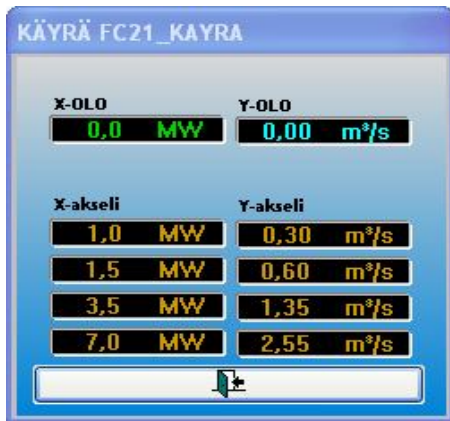 KÄYRÄ FC21_KAYRA
X-OLO Y-OLO
0,0 MW 0,00 m³/s
X-akseli Y-akseli
1,0 MW 0,30 m³/s
1,5 MW 0,60 m³/s
3,5 MW 1,35 m³/s
7,0 MW 2,55 m³/s